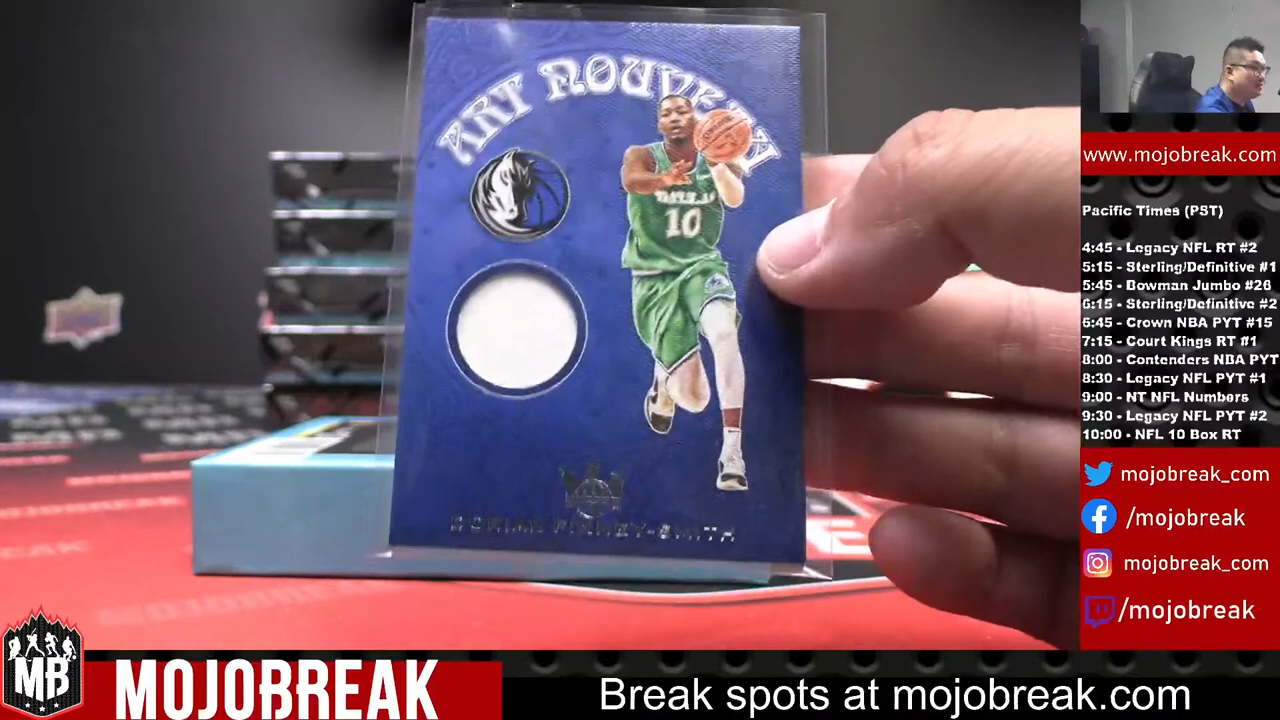 ART NOUVEAU
DALLAS
10
DORIAN FINNEY-SMITH
www.mojobreak.com
Pacific Times (PST)
4:45 - Legacy NFL RT #2
5:15 - Sterling/Definitive #1
5:45 - Bowman Jumbo #26
6:15 - Sterling/Definitive #2
6:45 - Crown NBA PYT #15
7:15 - Court Kings RT #1
8:00 - Contenders NBA PYT
8:30 - Legacy NFL PYT #1
9:00 - NT NFL Numbers
9:30 - Legacy NFL PYT #2
10:00 - NFL 10 Box RT
mojobreak_com
/mojobreak
mojobreak_com
/mojobreak
MB
MOJOBREAK
Break spots at mojobreak.com